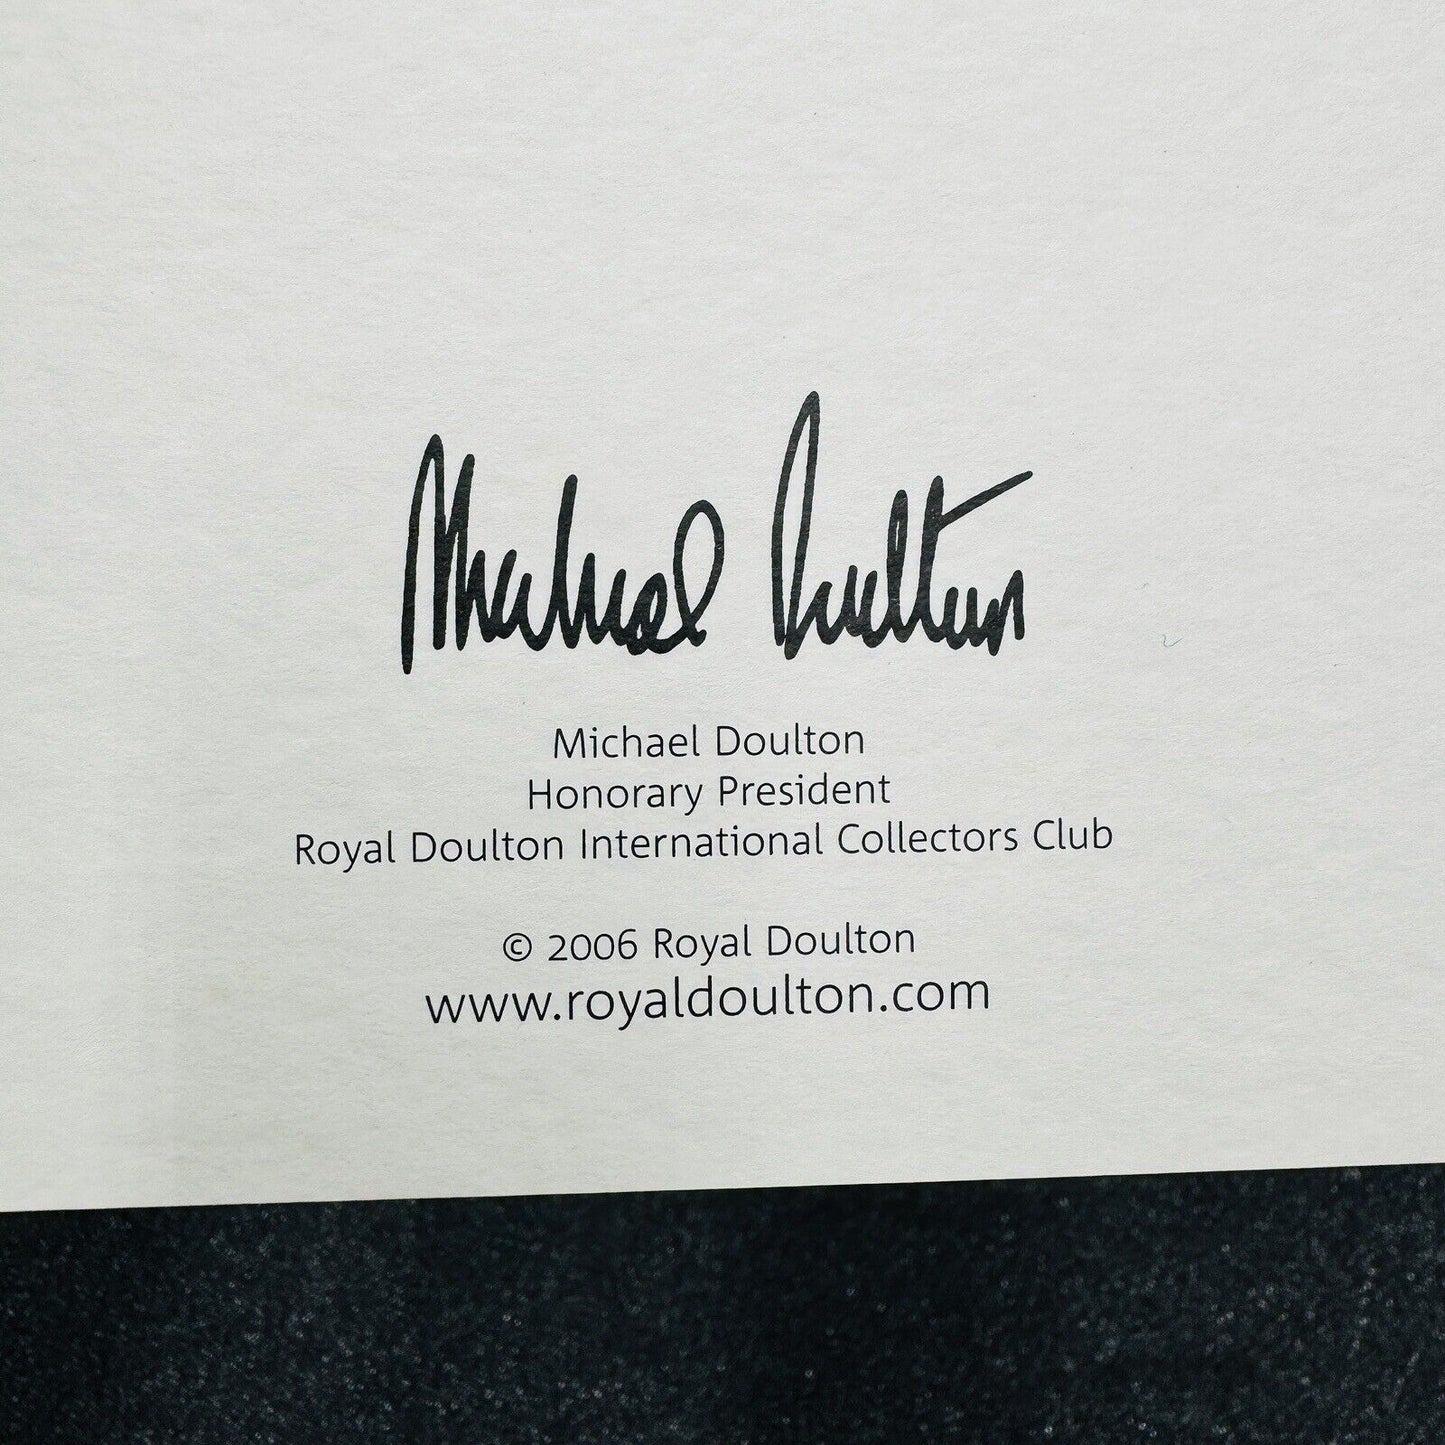 Michael Doulton
Michael Doulton
Honorary President
Royal Doulton International Collectors Club
© 2006 Royal Doulton
www.royaldoulton.com